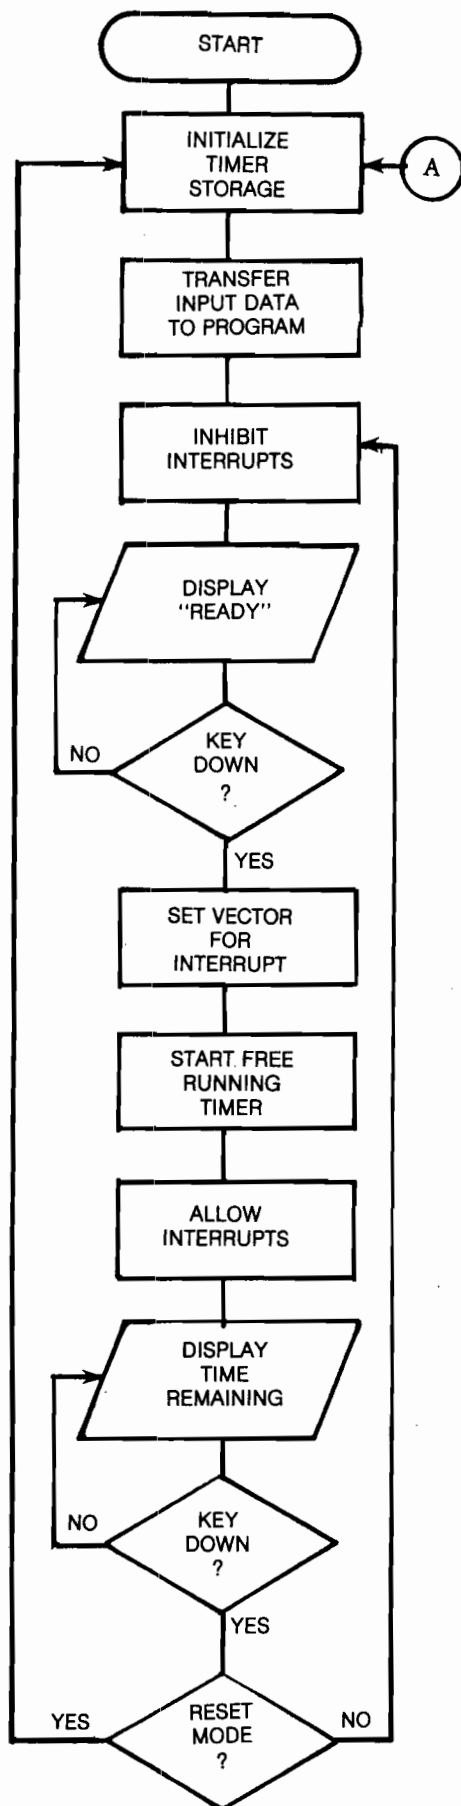 START
INITIALIZE
TIMER
STORAGE
A
TRANSFER
INPUT DATA
TO PROGRAM
INHIBIT
INTERRUPTS
DISPLAY
"READY"
KEY
DOWN
?
NO
YES
SET VECTOR
FOR
INTERRUPT
START FREE
RUNNING
TIMER
ALLOW
INTERRUPTS
DISPLAY
TIME
REMAINING
KEY
DOWN
?
NO
YES
RESET
MODE
?
YES
NO